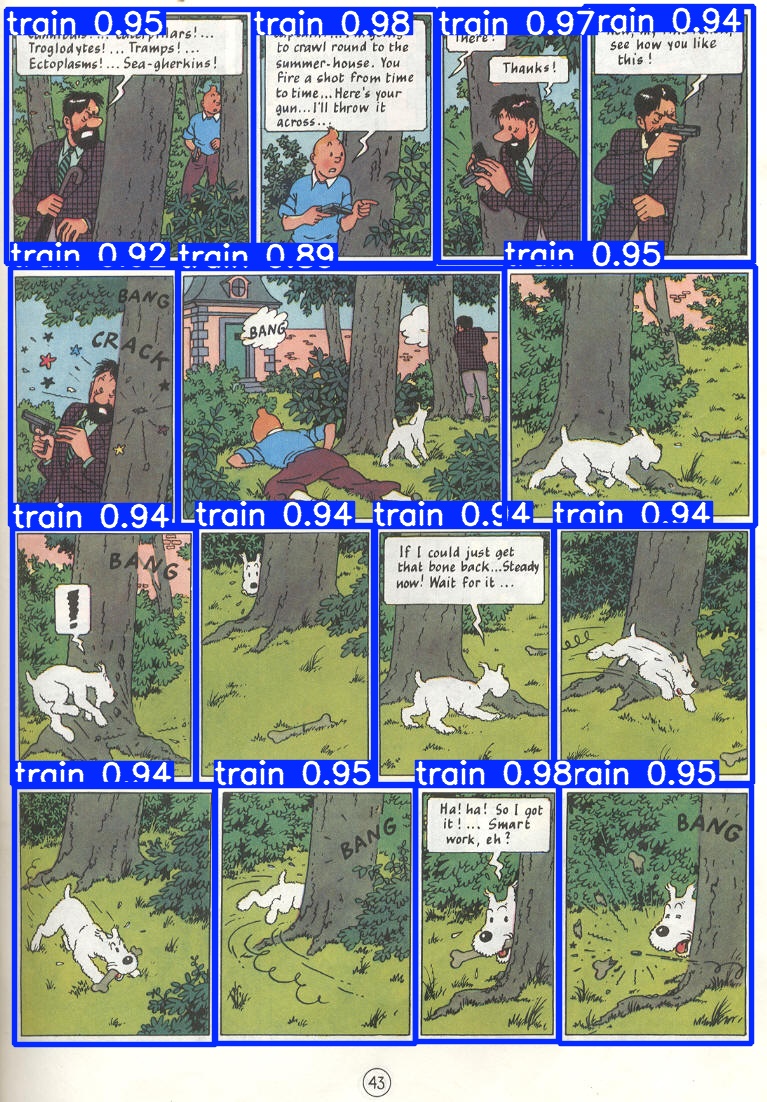 train 0.95
train 0.98
train 0.97
train 0.94
Troglodytes!... Tramps!...
Ectoplasms!... Sea-gherkins!
to crawl round to the
summer-house. You
fire a shot from time
to time... Here's your
gun... I'll throw it
across...
There!
Thanks!
see how you like
this!
train 0.92
train 0.89
train 0.95
BANG
CRACK
BANG
train 0.94
train 0.94
train 0.94
train 0.94
BANG
!
If I could just get
that bone back...Steady
now! Wait for it ...
train 0.94
train 0.95
train 0.98
train 0.95
BANG
Ha! ha! So I got
it!... Smart
work, eh?
BANG
43